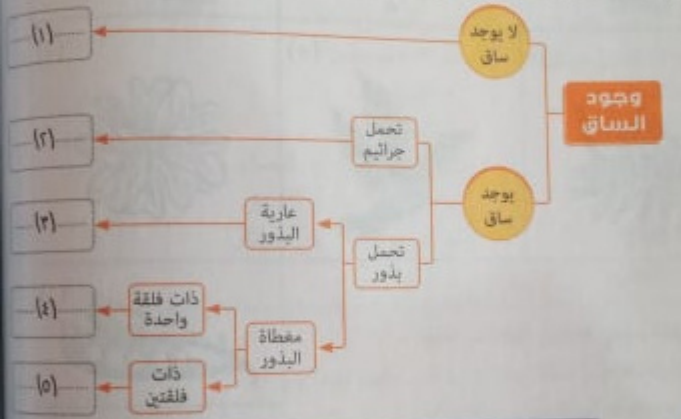 وجود
الساق
لا يوجد
ساق
(١)
يوجد
ساق
تحمل
جراثيم
(٢)
تحمل
بذور
عارية
البذور
(٣)
مغطاة
البذور
ذات فلقة
واحدة
(٤)
ذات
فلقتين
(٥)